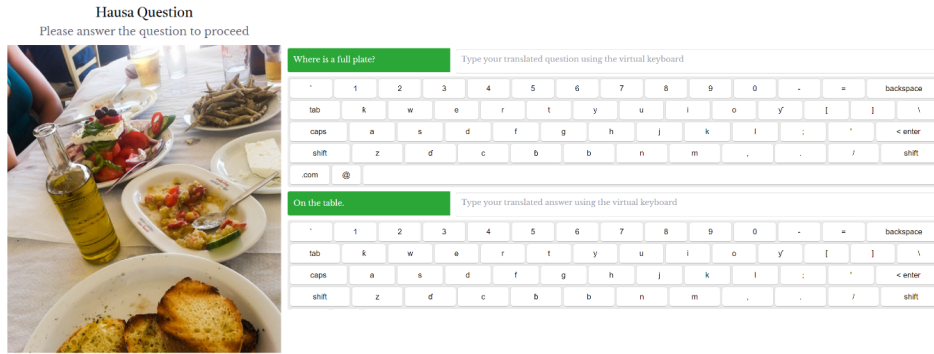 Hausa Question
Please answer the question to proceed
Where is a full plate?
Type your translated question using the virtual keyboard
` 1 2 3 4 5 6 7 8 9 0 - = backspace
tab ƙ w e r t y u i o ƴ [ ] \
caps a s d f g h j k l ; ' < enter
shift z ɗ c ɓ b n m , . / shift
.com @
On the table.
Type your translated answer using the virtual keyboard
` 1 2 3 4 5 6 7 8 9 0 - = backspace
tab ƙ w e r t y u i o ƴ [ ] \
caps a s d f g h j k l ; ' < enter
shift z ɗ c ɓ b n m , . / shift